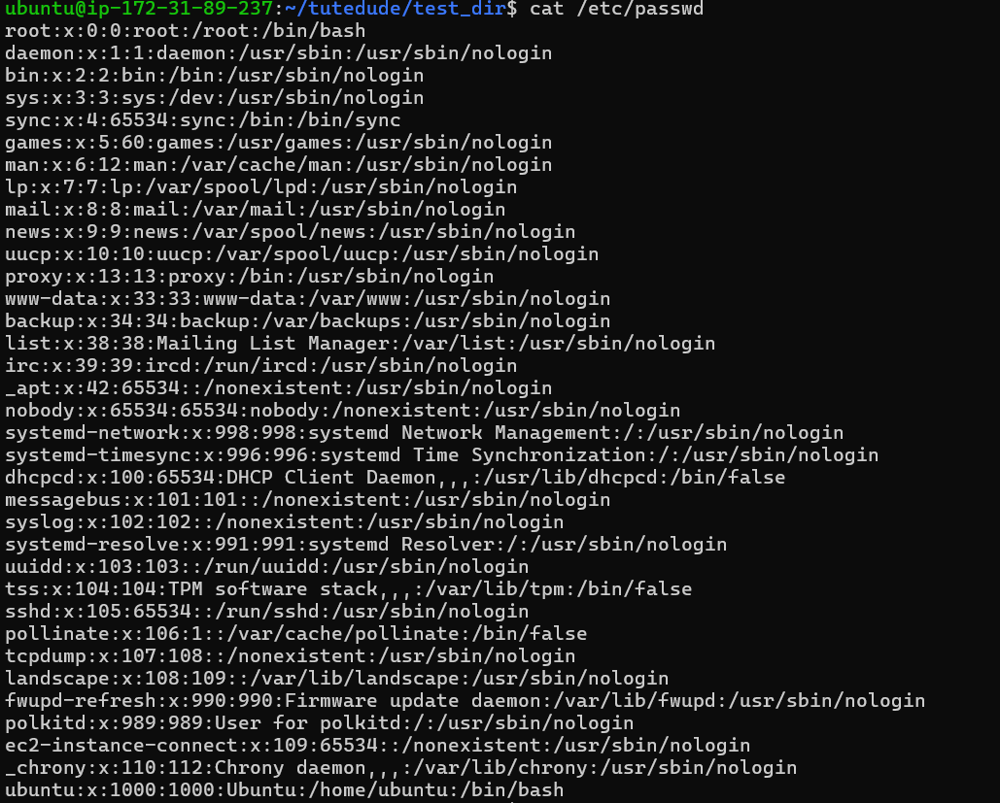 ubuntu@ip-172-31-89-237:~/tutedude/test_dir$ cat /etc/passwd
root:x:0:0:root:/root:/bin/bash
daemon:x:1:1:daemon:/usr/sbin:/usr/sbin/nologin
bin:x:2:2:bin:/bin:/usr/sbin/nologin
sys:x:3:3:sys:/dev:/usr/sbin/nologin
sync:x:4:65534:sync:/bin:/bin/sync
games:x:5:60:games:/usr/games:/usr/sbin/nologin
man:x:6:12:man:/var/cache/man:/usr/sbin/nologin
lp:x:7:7:lp:/var/spool/lpd:/usr/sbin/nologin
mail:x:8:8:mail:/var/mail:/usr/sbin/nologin
news:x:9:9:news:/var/spool/news:/usr/sbin/nologin
uucp:x:10:10:uucp:/var/spool/uucp:/usr/sbin/nologin
proxy:x:13:13:proxy:/bin:/usr/sbin/nologin
www-data:x:33:33:www-data:/var/www:/usr/sbin/nologin
backup:x:34:34:backup:/var/backups:/usr/sbin/nologin
list:x:38:38:Mailing List Manager:/var/list:/usr/sbin/nologin
irc:x:39:39:ircd:/run/ircd:/usr/sbin/nologin
_apt:x:42:65534::/nonexistent:/usr/sbin/nologin
nobody:x:65534:65534:nobody:/nonexistent:/usr/sbin/nologin
systemd-network:x:998:998:systemd Network Management:/:/usr/sbin/nologin
systemd-timesync:x:996:996:systemd Time Synchronization:/:/usr/sbin/nologin
dhcpcd:x:100:65534:DHCP Client Daemon,,,:/usr/lib/dhcpcd:/bin/false
messagebus:x:101:101::/nonexistent:/usr/sbin/nologin
syslog:x:102:102::/nonexistent:/usr/sbin/nologin
systemd-resolve:x:991:991:systemd Resolver:/:/usr/sbin/nologin
uuidd:x:103:103::/run/uuidd:/usr/sbin/nologin
tss:x:104:104:TPM software stack,,,:/var/lib/tpm:/bin/false
sshd:x:105:65534::/run/sshd:/usr/sbin/nologin
pollinate:x:106:1::/var/cache/pollinate:/bin/false
tcpdump:x:107:108::/nonexistent:/usr/sbin/nologin
landscape:x:108:109::/var/lib/landscape:/usr/sbin/nologin
fwupd-refresh:x:990:990:Firmware update daemon:/var/lib/fwupd:/usr/sbin/nologin
polkitd:x:989:989:User for polkitd:/:/usr/sbin/nologin
ec2-instance-connect:x:109:65534::/nonexistent:/usr/sbin/nologin
_chrony:x:110:112:Chrony daemon,,,:/var/lib/chrony:/usr/sbin/nologin
ubuntu:x:1000:1000:Ubuntu:/home/ubuntu:/bin/bash